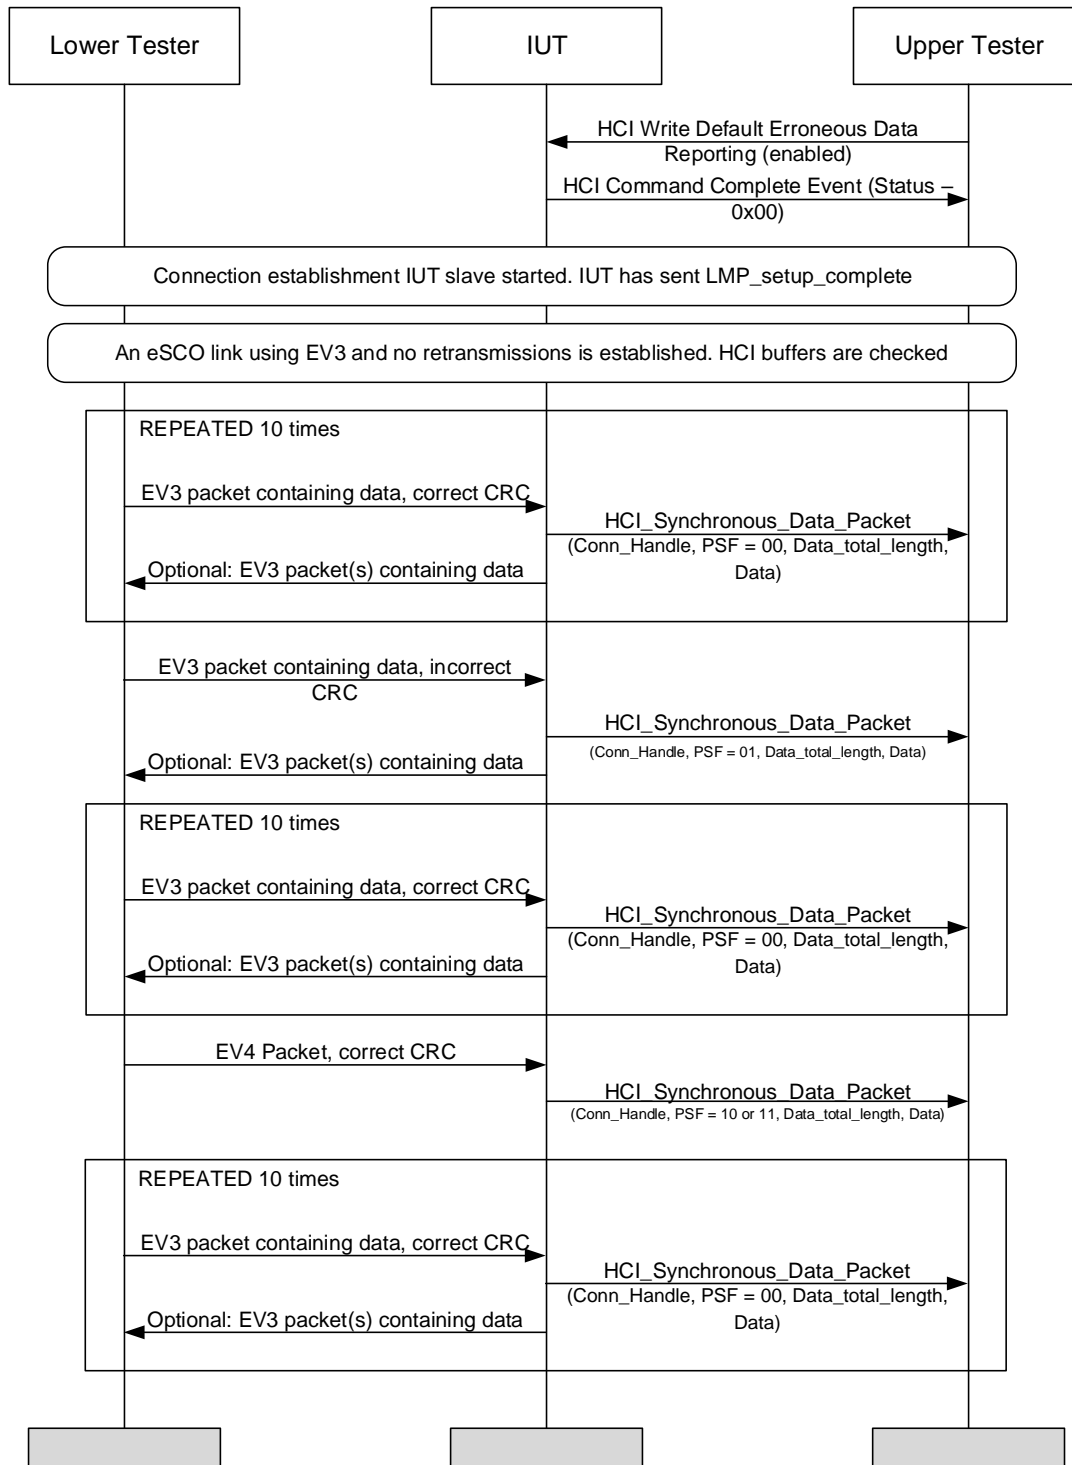 Lower Tester
IUT
Upper Tester
HCI Write Default Erroneous Data
Reporting (enabled)
HCI Command Complete Event (Status –
0x00)
Connection establishment IUT slave started. IUT has sent LMP_setup_complete
An eSCO link using EV3 and no retransmissions is established. HCI buffers are checked
REPEATED 10 times
EV3 packet containing data, correct CRC
HCI_Synchronous_Data_Packet
(Conn_Handle, PSF = 00, Data_total_length,
Data)
Optional: EV3 packet(s) containing data
EV3 packet containing data, incorrect
CRC
HCI_Synchronous_Data_Packet
(Conn_Handle, PSF = 01, Data_total_length, Data)
Optional: EV3 packet(s) containing data
REPEATED 10 times
EV3 packet containing data, correct CRC
HCI_Synchronous_Data_Packet
(Conn_Handle, PSF = 00, Data_total_length,
Data)
Optional: EV3 packet(s) containing data
EV4 Packet, correct CRC
HCI_Synchronous_Data_Packet
(Conn_Handle, PSF = 10 or 11, Data_total_length, Data)
REPEATED 10 times
EV3 packet containing data, correct CRC
HCI_Synchronous_Data_Packet
(Conn_Handle, PSF = 00, Data_total_length,
Data)
Optional: EV3 packet(s) containing data